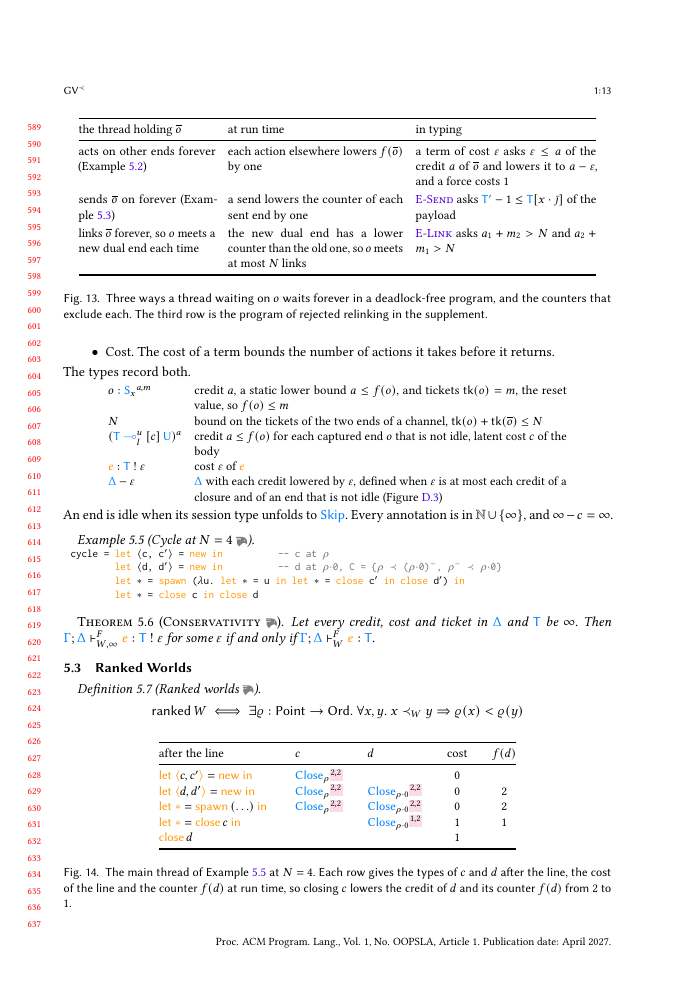 GV≺ 1:13
589 the thread holding o̅ at run time in typing
590 acts on other ends forever each action elsewhere lowers f(o̅) a term of cost ε asks ε ≤ a of the
591 (Example 5.2) by one credit a of o̅ and lowers it to a − ε,
592 and a force costs 1
593 sends o̅ on forever (Exam- a send lowers the counter of each E-Send asks T′ − 1 ≤ T[x · j̄] of the
594 ple 5.3) sent end by one payload
595 links o̅ forever, so o meets a the new dual end has a lower E-Link asks a₁ + m₂ > N and a₂ +
596 new dual end each time counter than the old one, so o meets m₁ > N
597 at most N links
598
599 Fig. 13. Three ways a thread waiting on o waits forever in a deadlock-free program, and the counters that
600 exclude each. The third row is the program of rejected relinking in the supplement.
601
602 • Cost. The cost of a term bounds the number of actions it takes before it returns.
603 The types record both.
604 o : Sₓ^{a,m} credit a, a static lower bound a ≤ f(o), and tickets tk(o) = m, the reset
605 value, so f(o) ≤ m
606
607 N bound on the tickets of the two ends of a channel, tk(o) + tk(o̅) ≤ N
608 (T ⊸ᵘₗ [c] U)ᵃ credit a ≤ f(o) for each captured end o that is not idle, latent cost c of the
609 body
e : T ! ε cost ε of e
610 Δ − ε Δ with each credit lowered by ε, defined when ε is at most each credit of a
611 closure and of an end that is not idle (Figure D.3)
612 An end is idle when its session type unfolds to Skip. Every annotation is in ℕ ∪ {∞}, and ∞ − c = ∞.
613
614 Example 5.5 (Cycle at N = 4 ).
615 cycle = let ⟨c, c′⟩ = new in -- c at ρ
616 let ⟨d, d′⟩ = new in -- d at ρ·0, C = {ρ ≺ (ρ·0)⁻, ρ⁻ ≺ ρ·0}
let ∗ = spawn (λu. let ∗ = u in let ∗ = close c′ in close d′) in
617 let ∗ = close c in close d
618
619 Theorem 5.6 (Conservativity ). Let every credit, cost and ticket in Δ and T be ∞. Then
620 Γ; Δ ⊢^F_{W,∞} e : T ! ε for some ε if and only if Γ; Δ ⊢^F_W e : T.
621
622 5.3 Ranked Worlds
623 Definition 5.7 (Ranked worlds ).
624 ranked W ⟺ ∃ϱ : Point → Ord. ∀x, y. x ≺_W y ⇒ ϱ(x) < ϱ(y)
625
626
627 after the line c d cost f(d)
628 let ⟨c, c′⟩ = new in Close_ρ^{2,2} 0
629 let ⟨d, d′⟩ = new in Close_ρ^{2,2} Close_{ρ·0}^{2,2} 0 2
630 let ∗ = spawn (...) in Close_ρ^{2,2} Close_{ρ·0}^{2,2} 0 2
631 let ∗ = close c in Close_{ρ·0}^{1,2} 1 1
632 close d 1
633
634 Fig. 14. The main thread of Example 5.5 at N = 4. Each row gives the types of c and d after the line, the cost
635 of the line and the counter f(d) at run time, so closing c lowers the credit of d and its counter f(d) from 2 to
636 1.
637
Proc. ACM Program. Lang., Vol. 1, No. OOPSLA, Article 1. Publication date: April 2027.